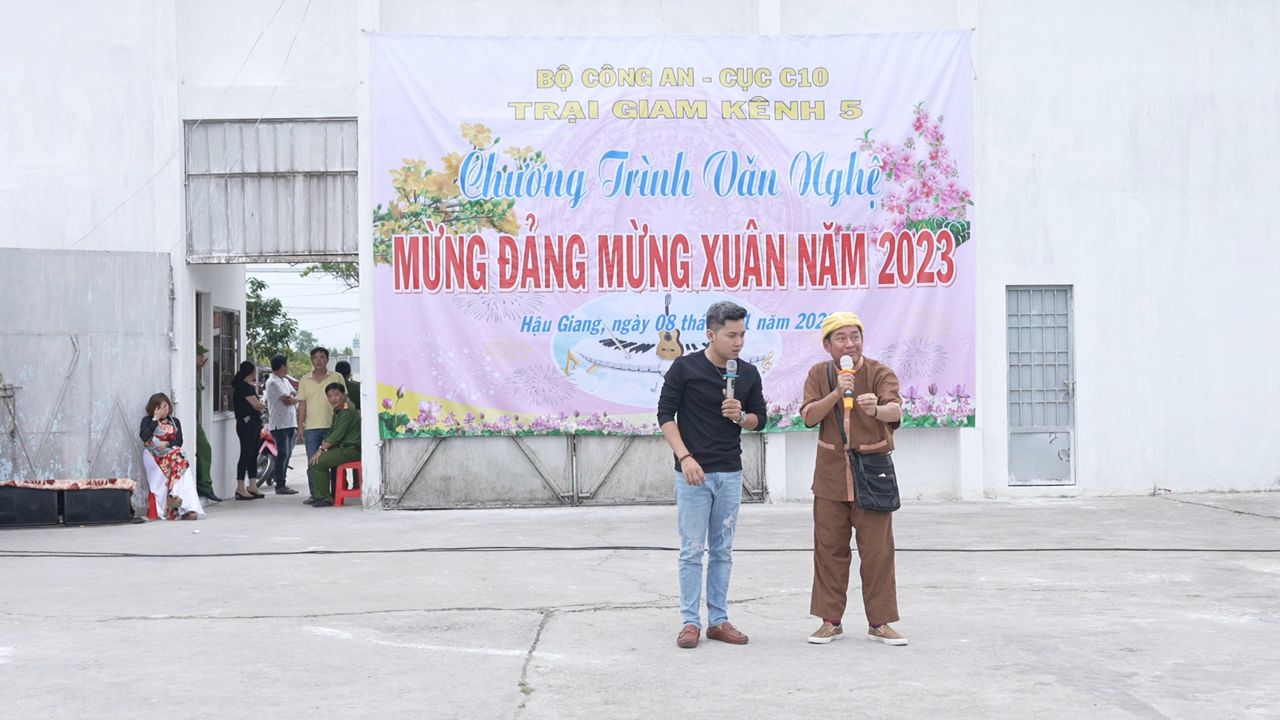 BỘ CÔNG AN - CỤC C10
TRẠI GIAM KÊNH 5
Chương Trình Văn Nghệ
MỪNG ĐẢNG MỪNG XUÂN NĂM 2023
Hậu Giang, ngày 08 năm